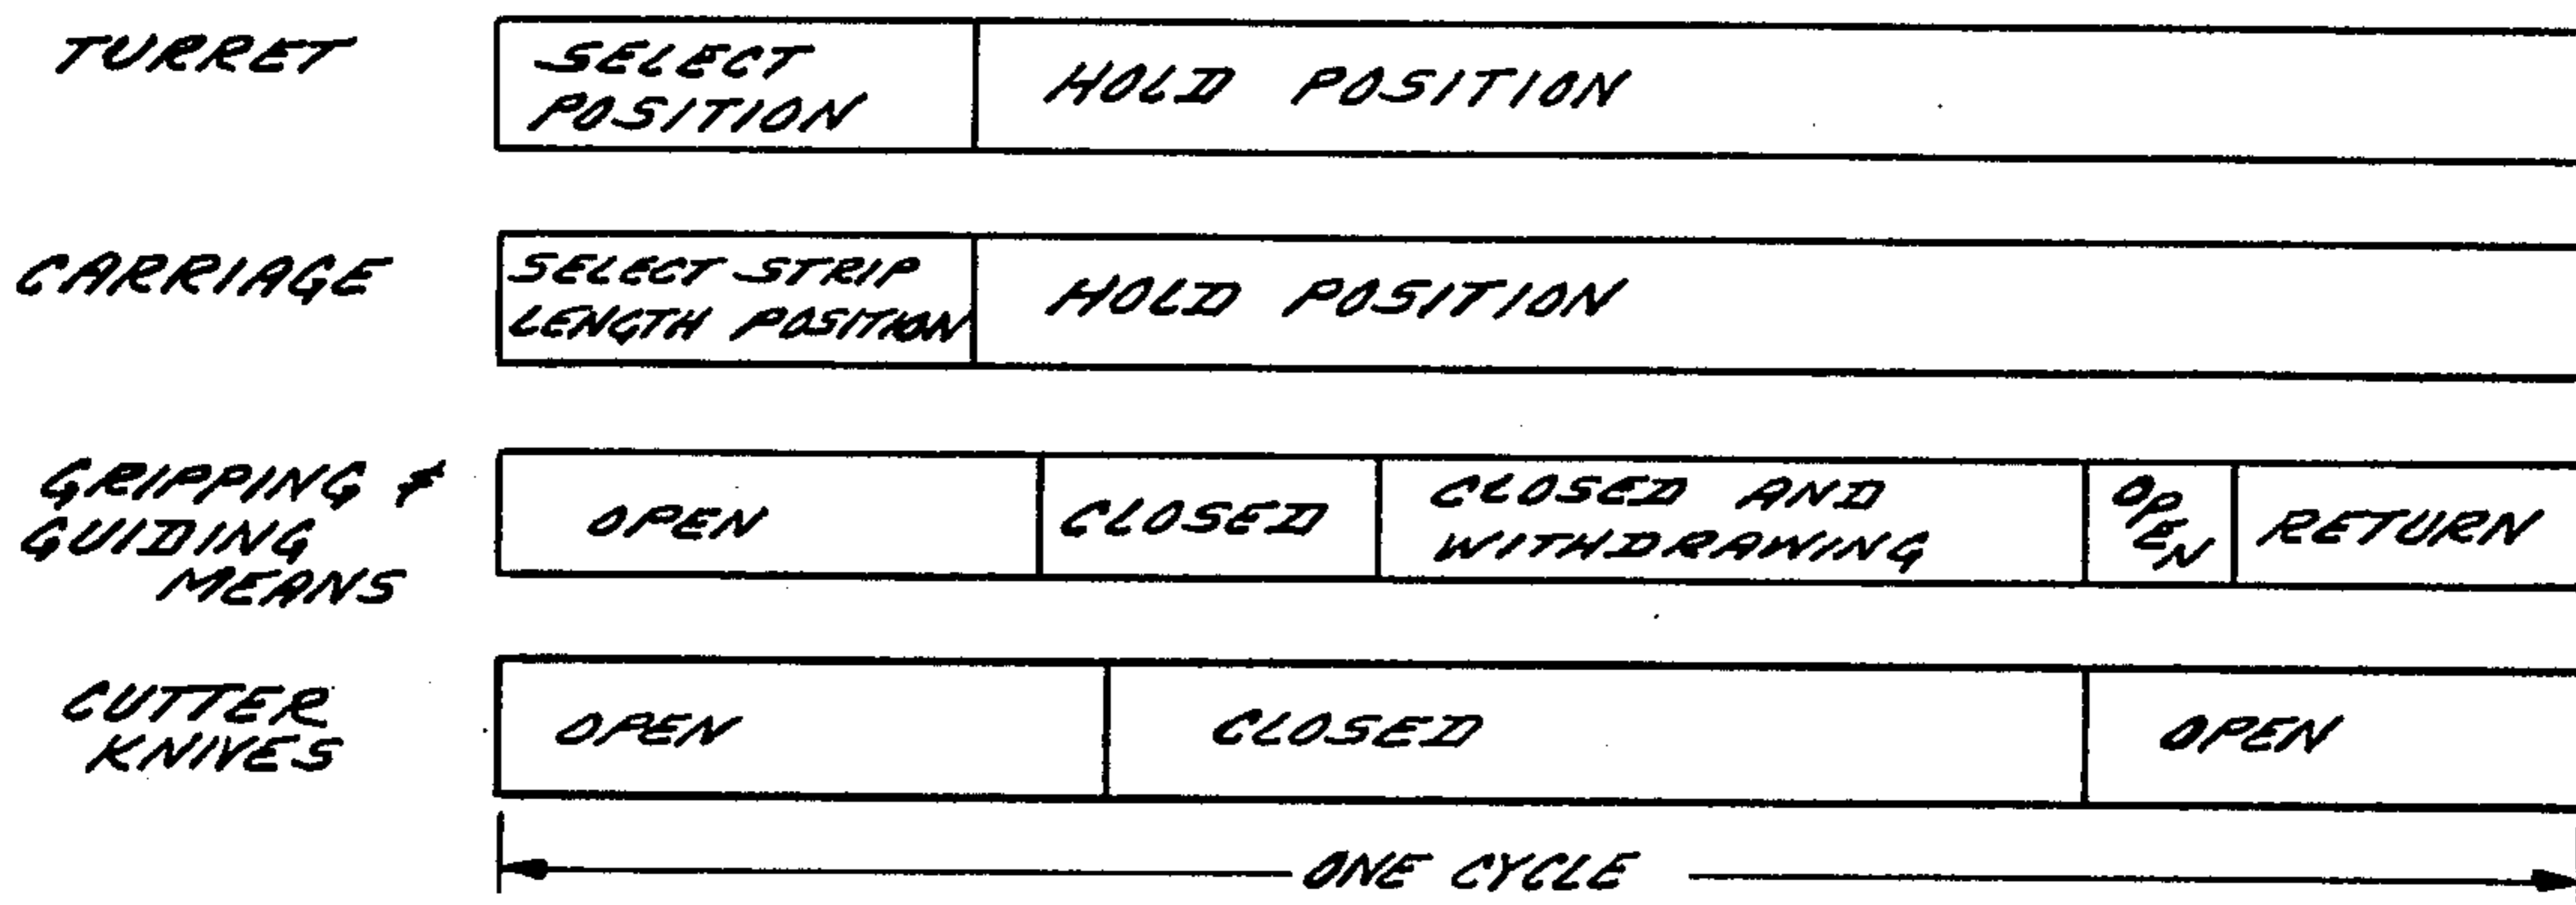 TURRET
SELECT
POSITION
HOLD POSITION
CARRIAGE
SELECT STRIP
LENGTH POSITION
HOLD POSITION
GRIPPING &
GUIDING
MEANS
OPEN
CLOSED
CLOSED AND
WITHDRAWING
OPEN
RETURN
CUTTER
KNIVES
OPEN
CLOSED
OPEN
ONE CYCLE